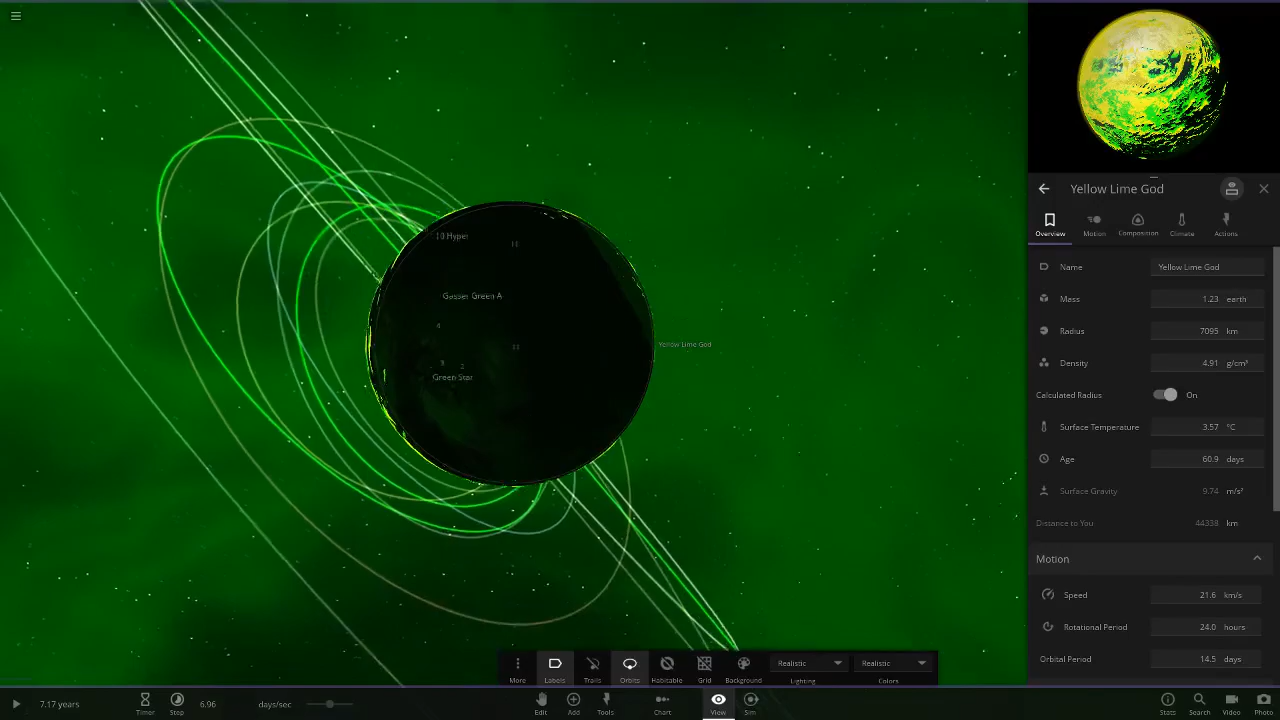 Yellow Lime God
Overview
Motion
Composition
Climate
Actions
Name
Yellow Lime God
Mass
1.23 earth
Radius
7095 km
Density
4.91 g/cm³
Calculated Radius
On
Surface Temperature
3.57 °C
Age
60.9 days
Surface Gravity
9.74 m/s²
Distance to You
44338 km
Motion
Speed
21.6 km/s
Rotational Period
24.0 hours
Orbital Period
14.5 days
10 Hyper
Gasser Green A
4
2
Green Star
Yellow Lime God
More
Labels
Trails
Orbits
Habitable
Grid
Background
Realistic
Lighting
Realistic
Colors
7.17 years
Timer
Step
6.96
days/sec
Edit
Add
Tools
Chart
View
Sim
Stats
Search
Video
Photo